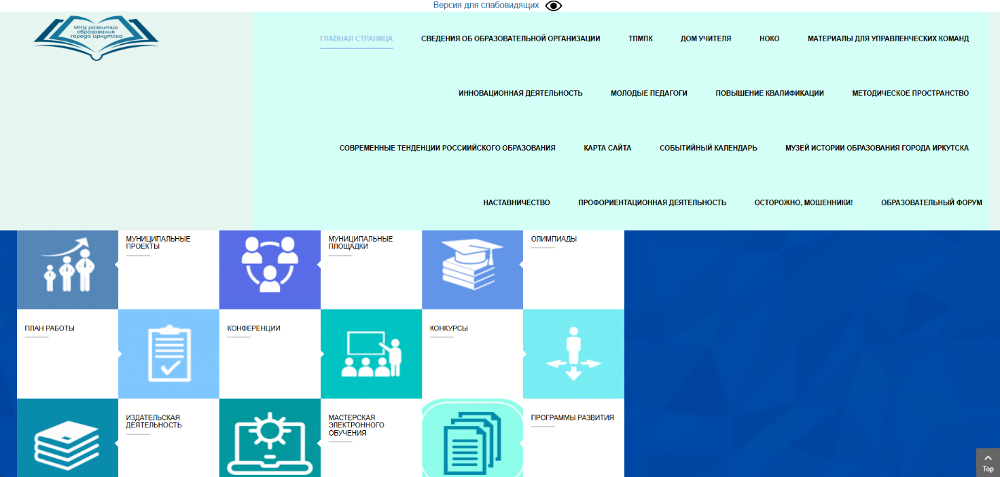 Версия для слабовидящих
МКУ развития
образования
города Иркутска
ГЛАВНАЯ СТРАНИЦА СВЕДЕНИЯ ОБ ОБРАЗОВАТЕЛЬНОЙ ОРГАНИЗАЦИИ ТПМПК ДОМ УЧИТЕЛЯ НОКО МАТЕРИАЛЫ ДЛЯ УПРАВЛЕНЧЕСКИХ КОМАНД
ИННОВАЦИОННАЯ ДЕЯТЕЛЬНОСТЬ МОЛОДЫЕ ПЕДАГОГИ ПОВЫШЕНИЕ КВАЛИФИКАЦИИ МЕТОДИЧЕСКОЕ ПРОСТРАНСТВО
СОВРЕМЕННЫЕ ТЕНДЕНЦИИ РОССИИЙСКОГО ОБРАЗОВАНИЯ КАРТА САЙТА СОБЫТИЙНЫЙ КАЛЕНДАРЬ МУЗЕЙ ИСТОРИИ ОБРАЗОВАНИЯ ГОРОДА ИРКУТСКА
НАСТАВНИЧЕСТВО ПРОФОРИЕНТАЦИОННАЯ ДЕЯТЕЛЬНОСТЬ ОСТОРОЖНО, МОШЕННИКИ! ОБРАЗОВАТЕЛЬНЫЙ ФОРУМ
МУНИЦИПАЛЬНЫЕ
ПРОЕКТЫ
МУНИЦИПАЛЬНЫЕ
ПЛОЩАДКИ
ОЛИМПИАДЫ
ПЛАН РАБОТЫ
КОНФЕРЕНЦИИ
КОНКУРСЫ
ИЗДАТЕЛЬСКАЯ
ДЕЯТЕЛЬНОСТЬ
МАСТЕРСКАЯ
ЭЛЕКТРОННОГО
ОБУЧЕНИЯ
ПРОГРАММЫ РАЗВИТИЯ
Top